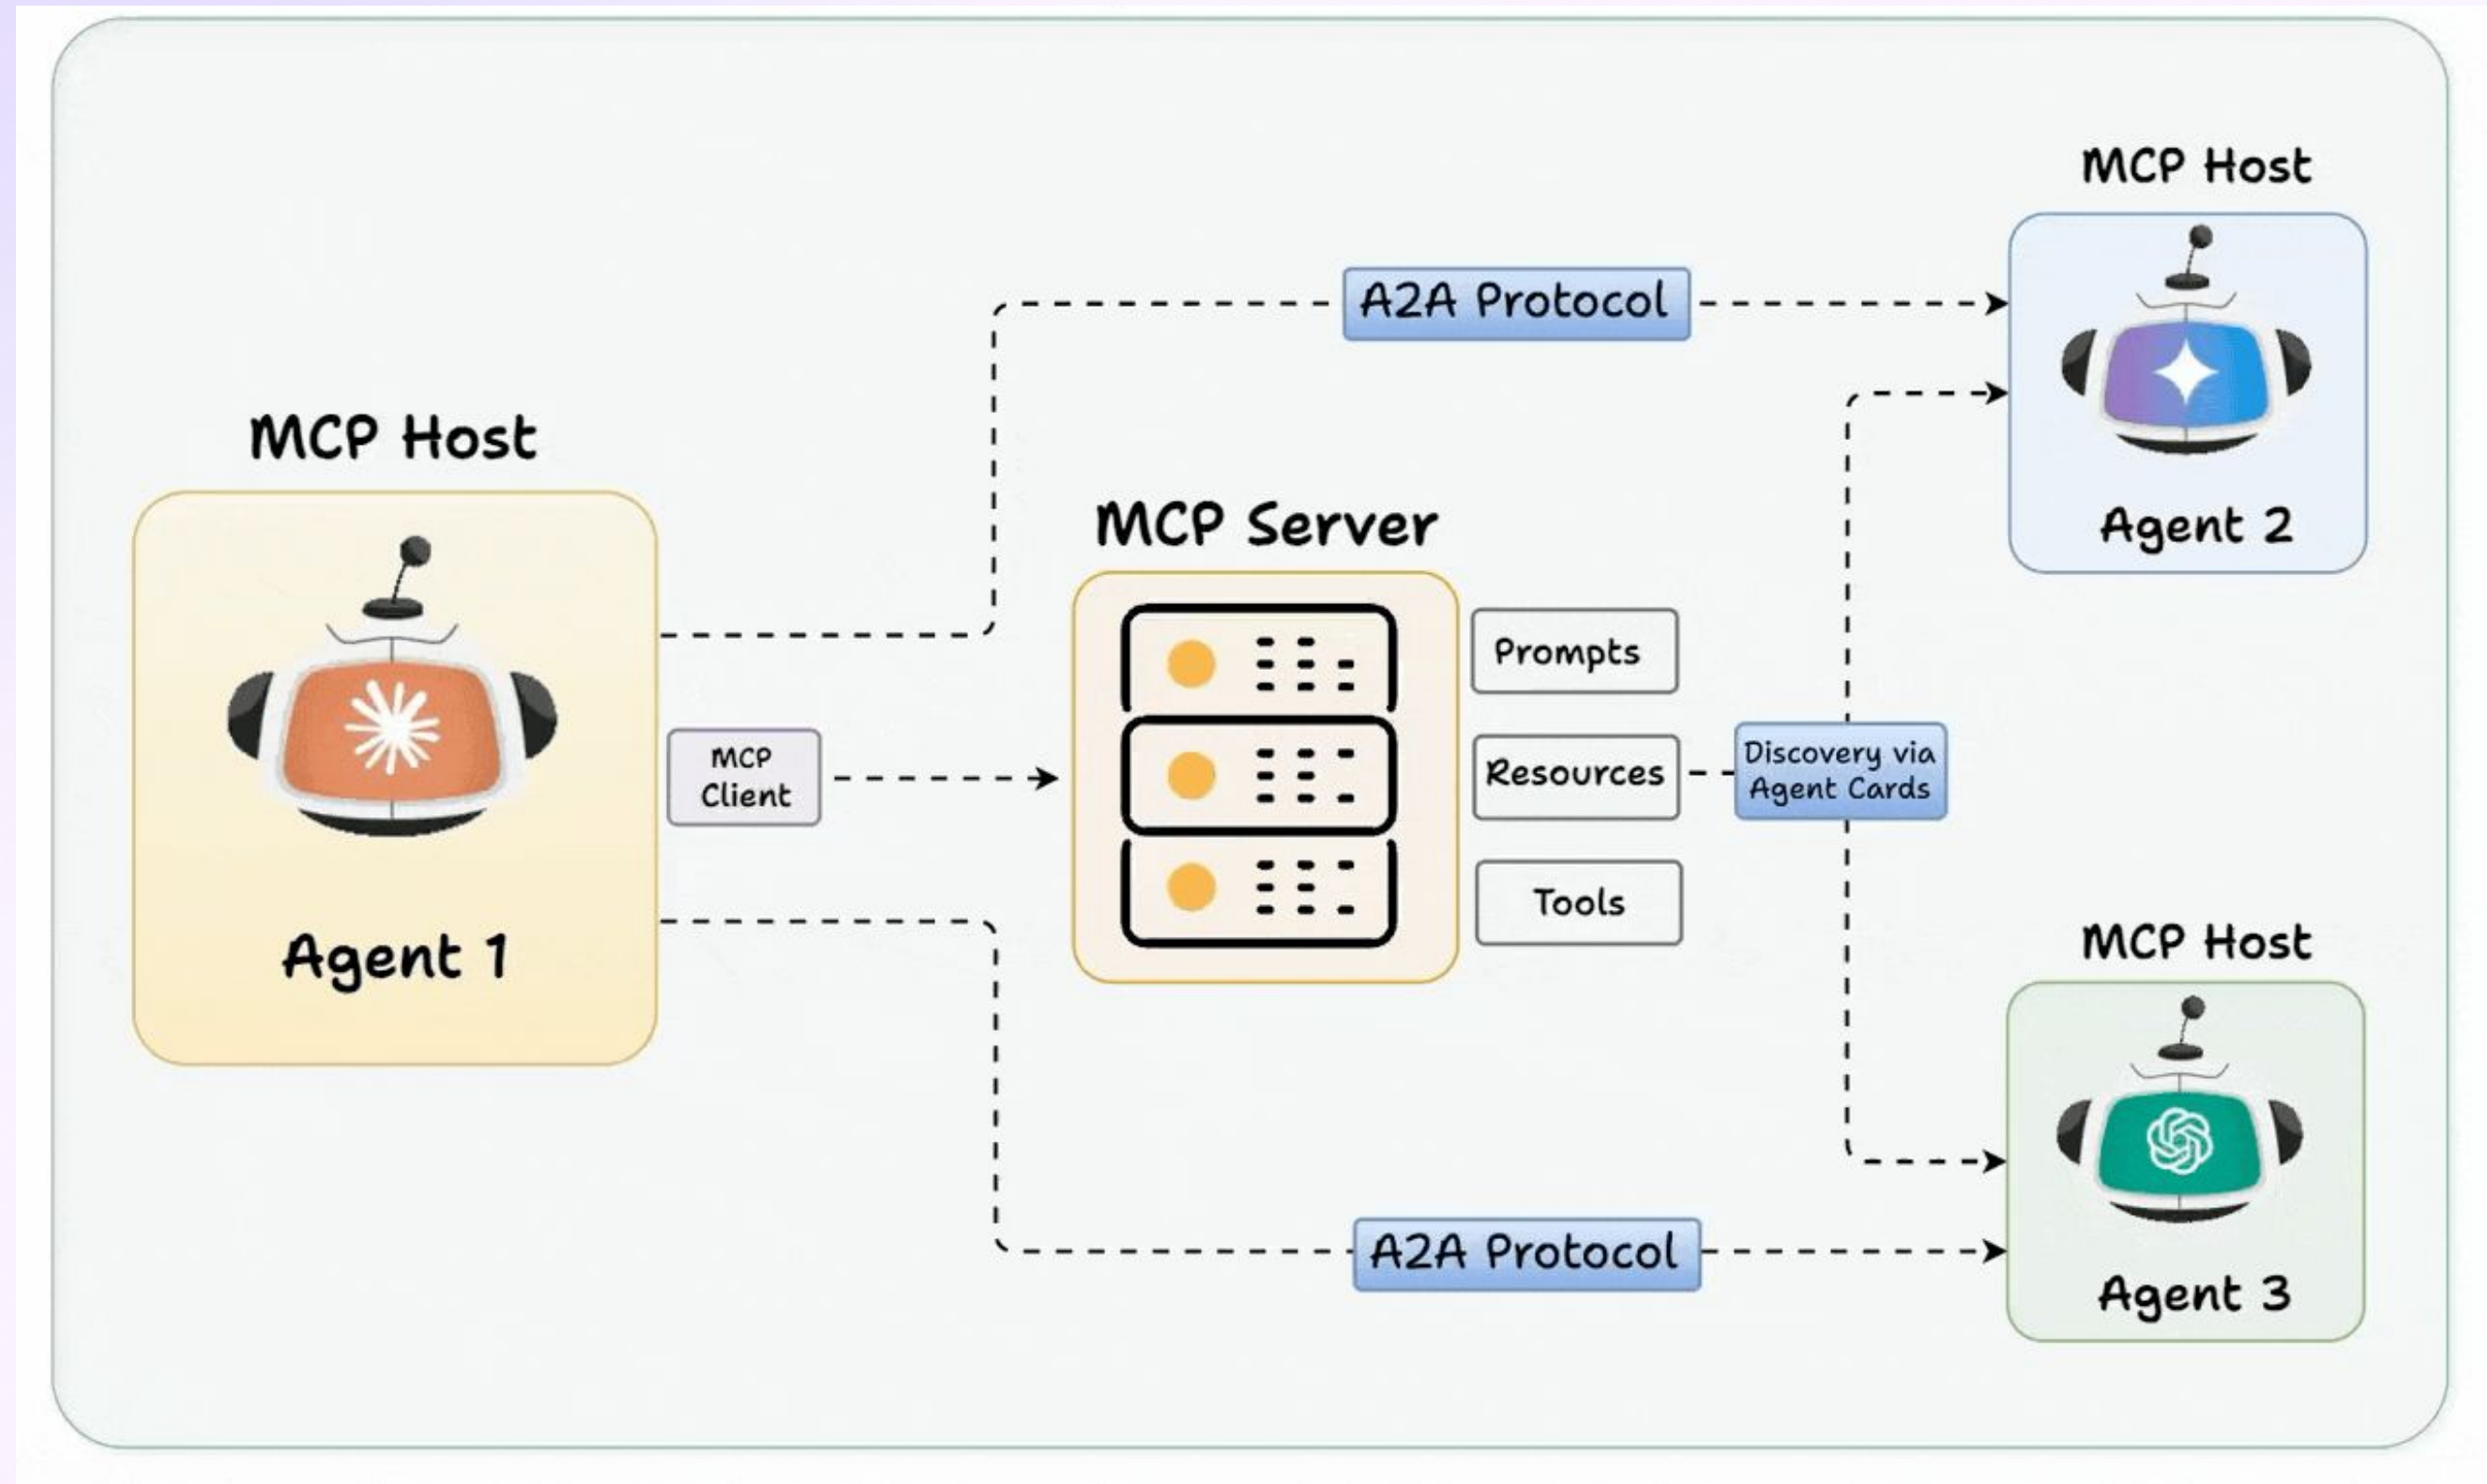 MCP Host
A2A Protocol
MCP Host
MCP Server
Agent 2
Prompts
MCP
Client
Resources
Discovery via
Agent Cards
Tools
Agent 1
MCP Host
A2A Protocol
Agent 3